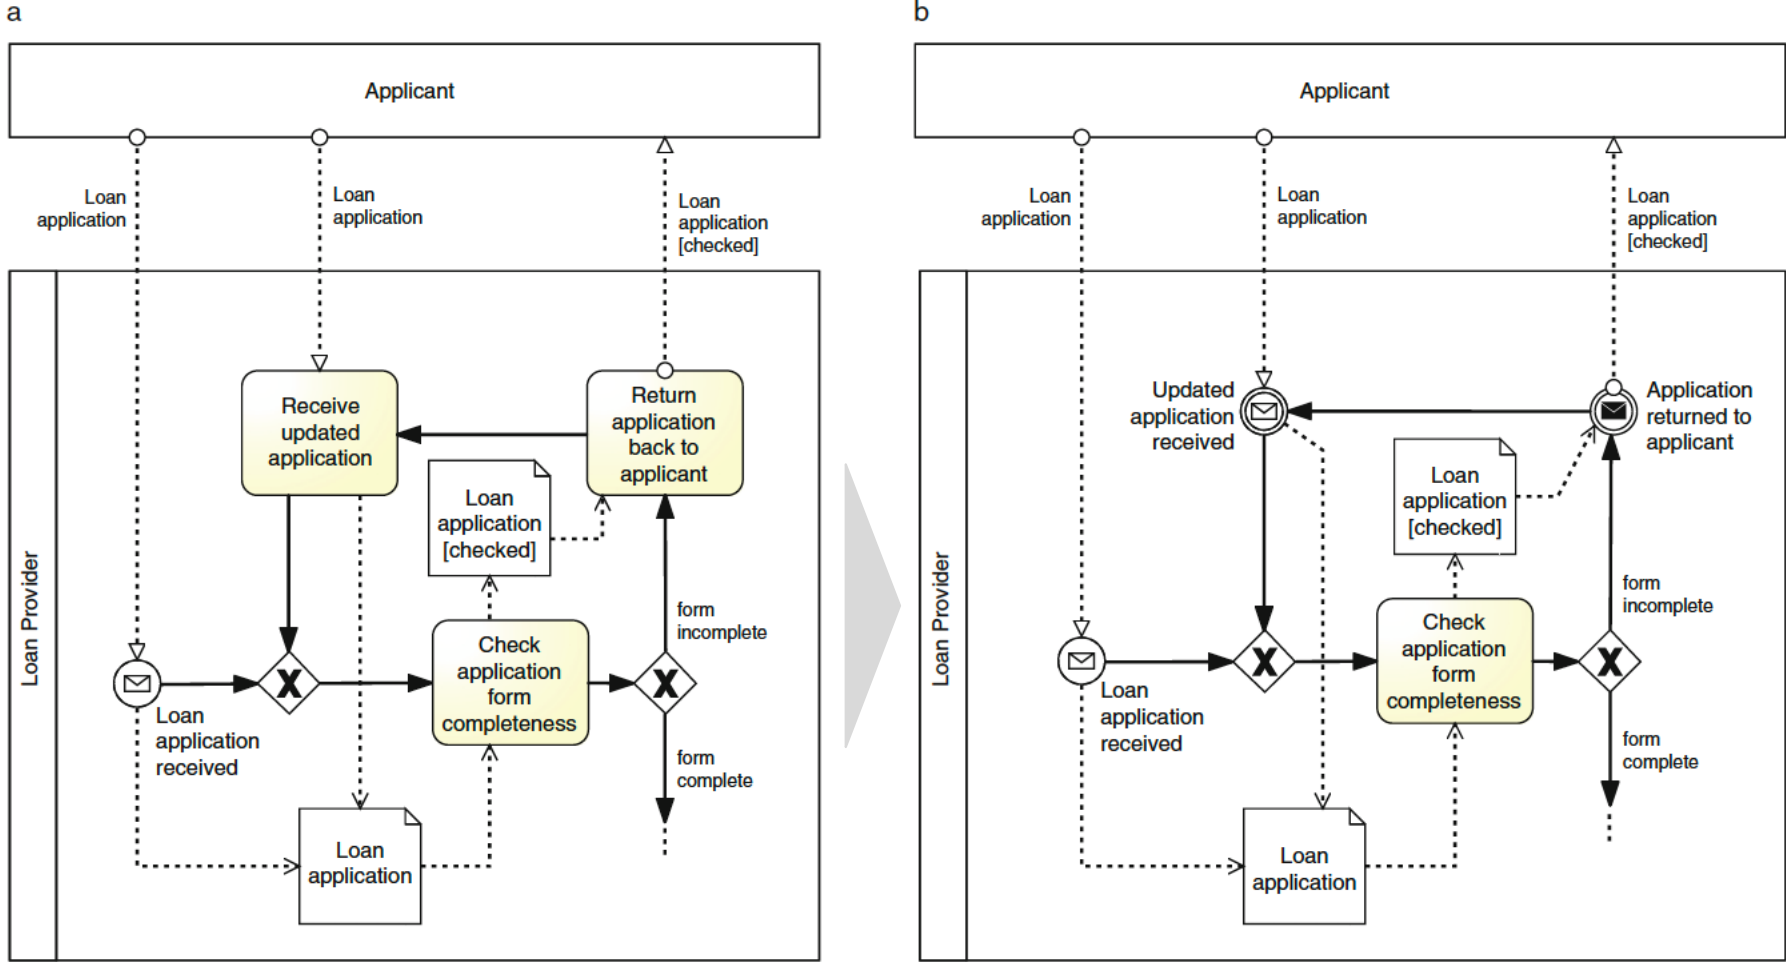 a
Applicant
Loan
application
Loan
application
Loan
application
[checked]
Loan Provider
Receive
updated
application
Return
application
back to
applicant
Loan
application
[checked]
form
incomplete
Check
application
form
completeness
X
X
Loan
application
received
form
complete
Loan
application
b
Applicant
Loan
application
Loan
application
Loan
application
[checked]
Loan Provider
Updated
application
received
Application
returned to
applicant
Loan
application
[checked]
form
incomplete
Check
application
form
completeness
X
X
Loan
application
received
form
complete
Loan
application